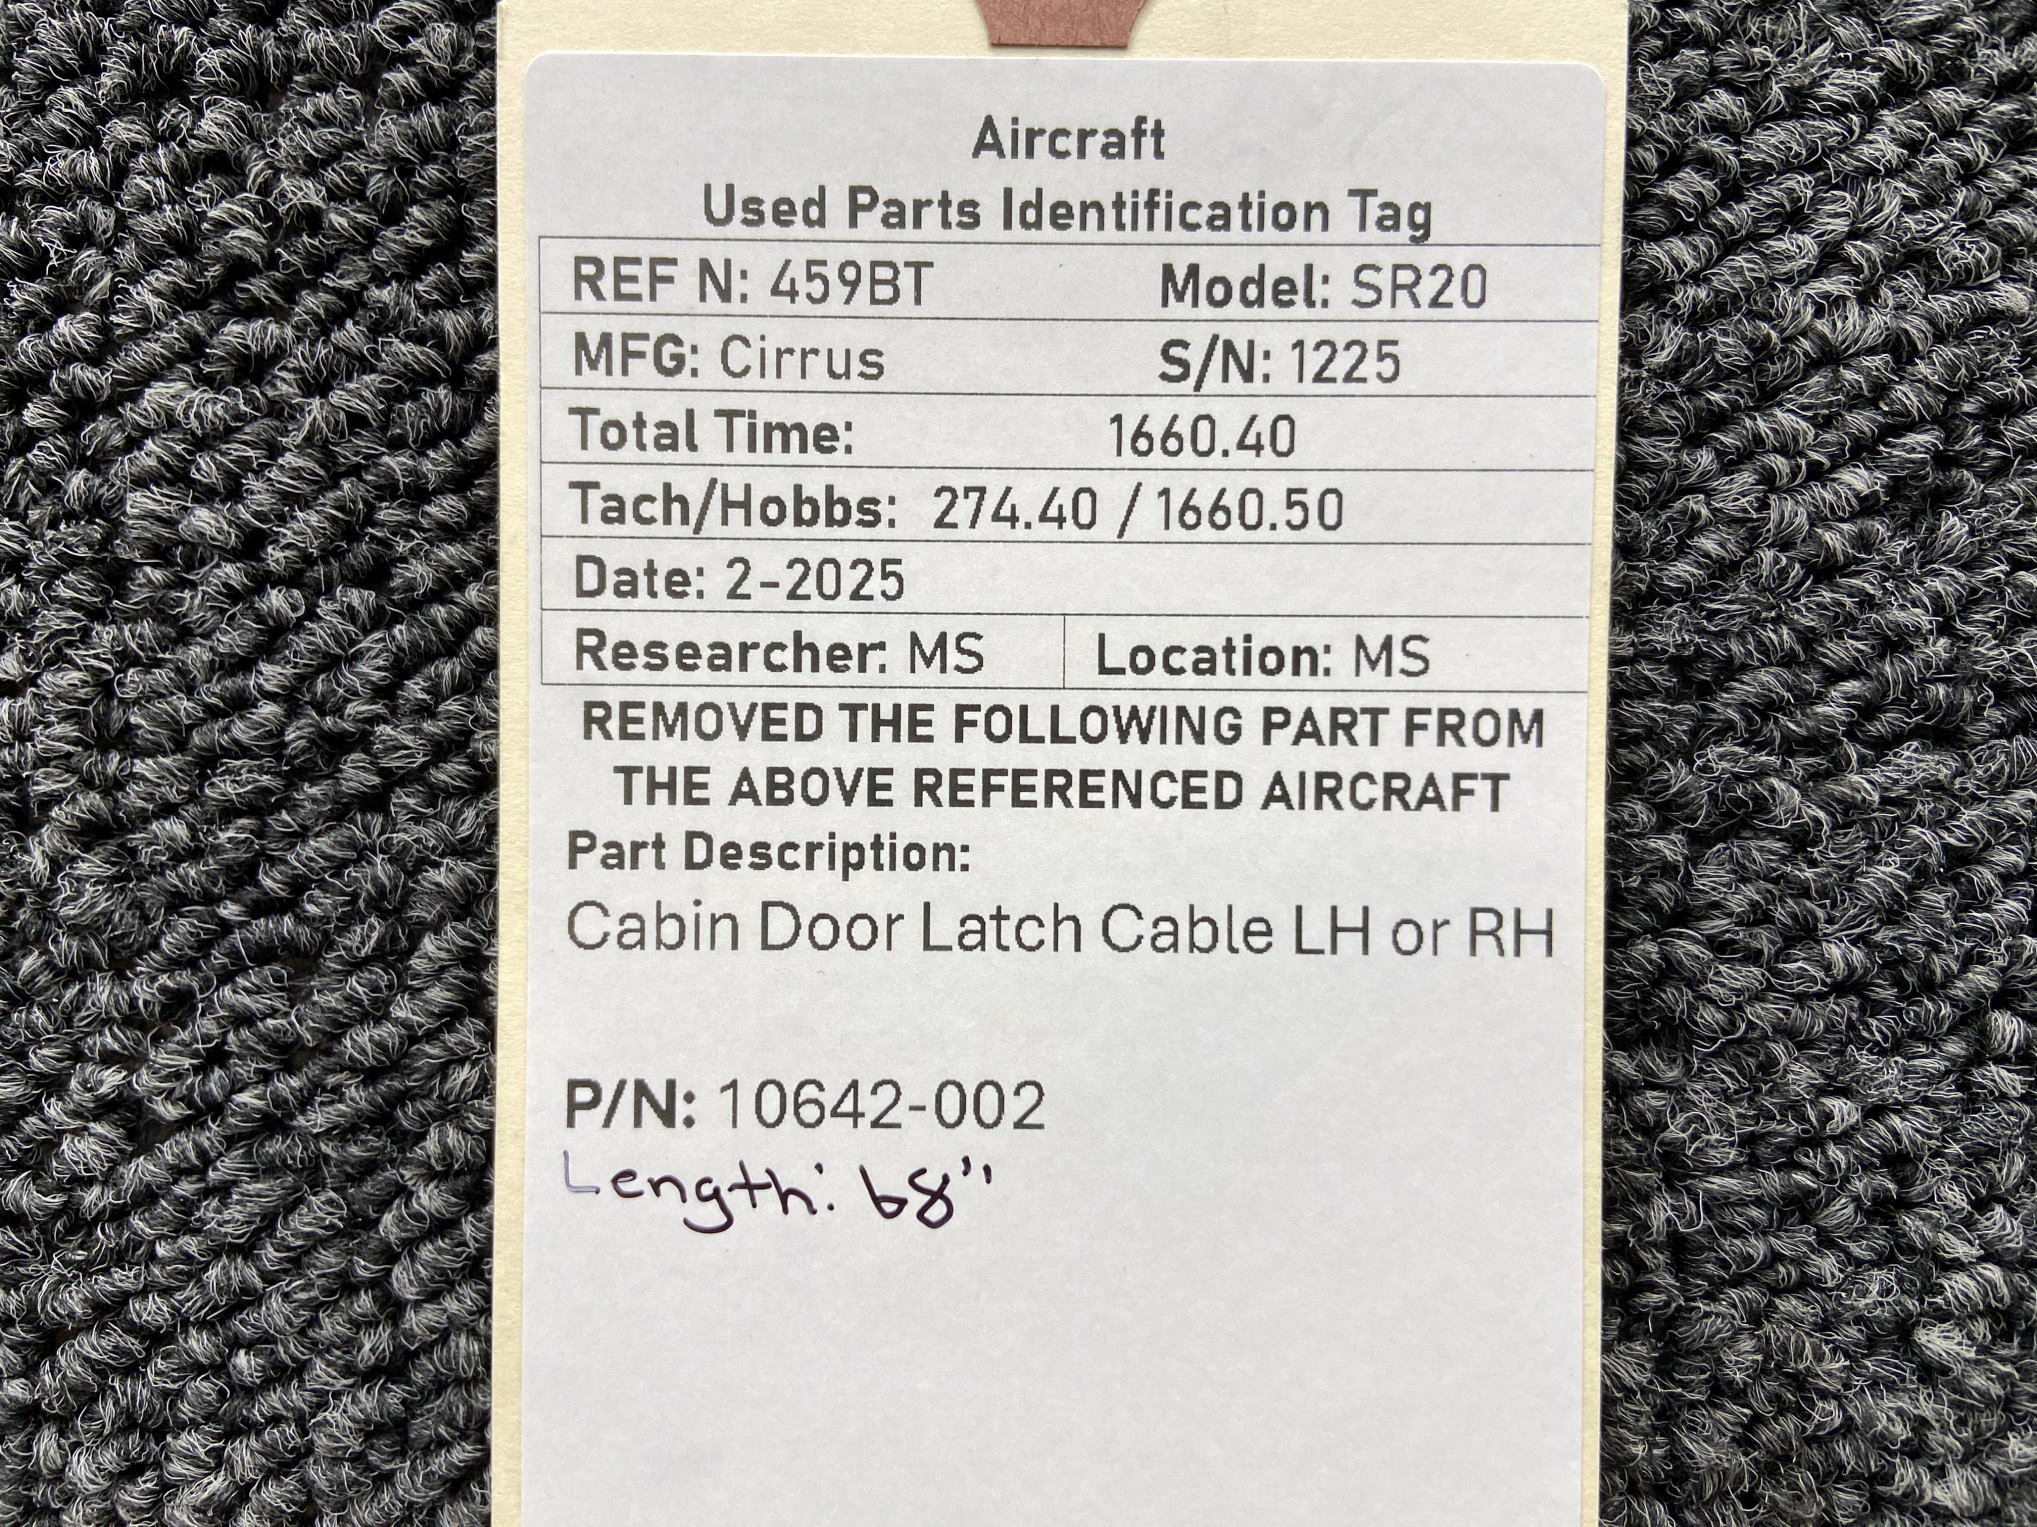 Aircraft
Used Parts Identification Tag
REF N: 459BT Model: SR20
MFG: Cirrus S/N: 1225
Total Time: 1660.40
Tach/Hobbs: 274.40 / 1660.50
Date: 2-2025
Researcher: MS Location: MS
REMOVED THE FOLLOWING PART FROM
THE ABOVE REFERENCED AIRCRAFT
Part Description:
Cabin Door Latch Cable LH or RH
P/N: 10642-002
Length: 68"